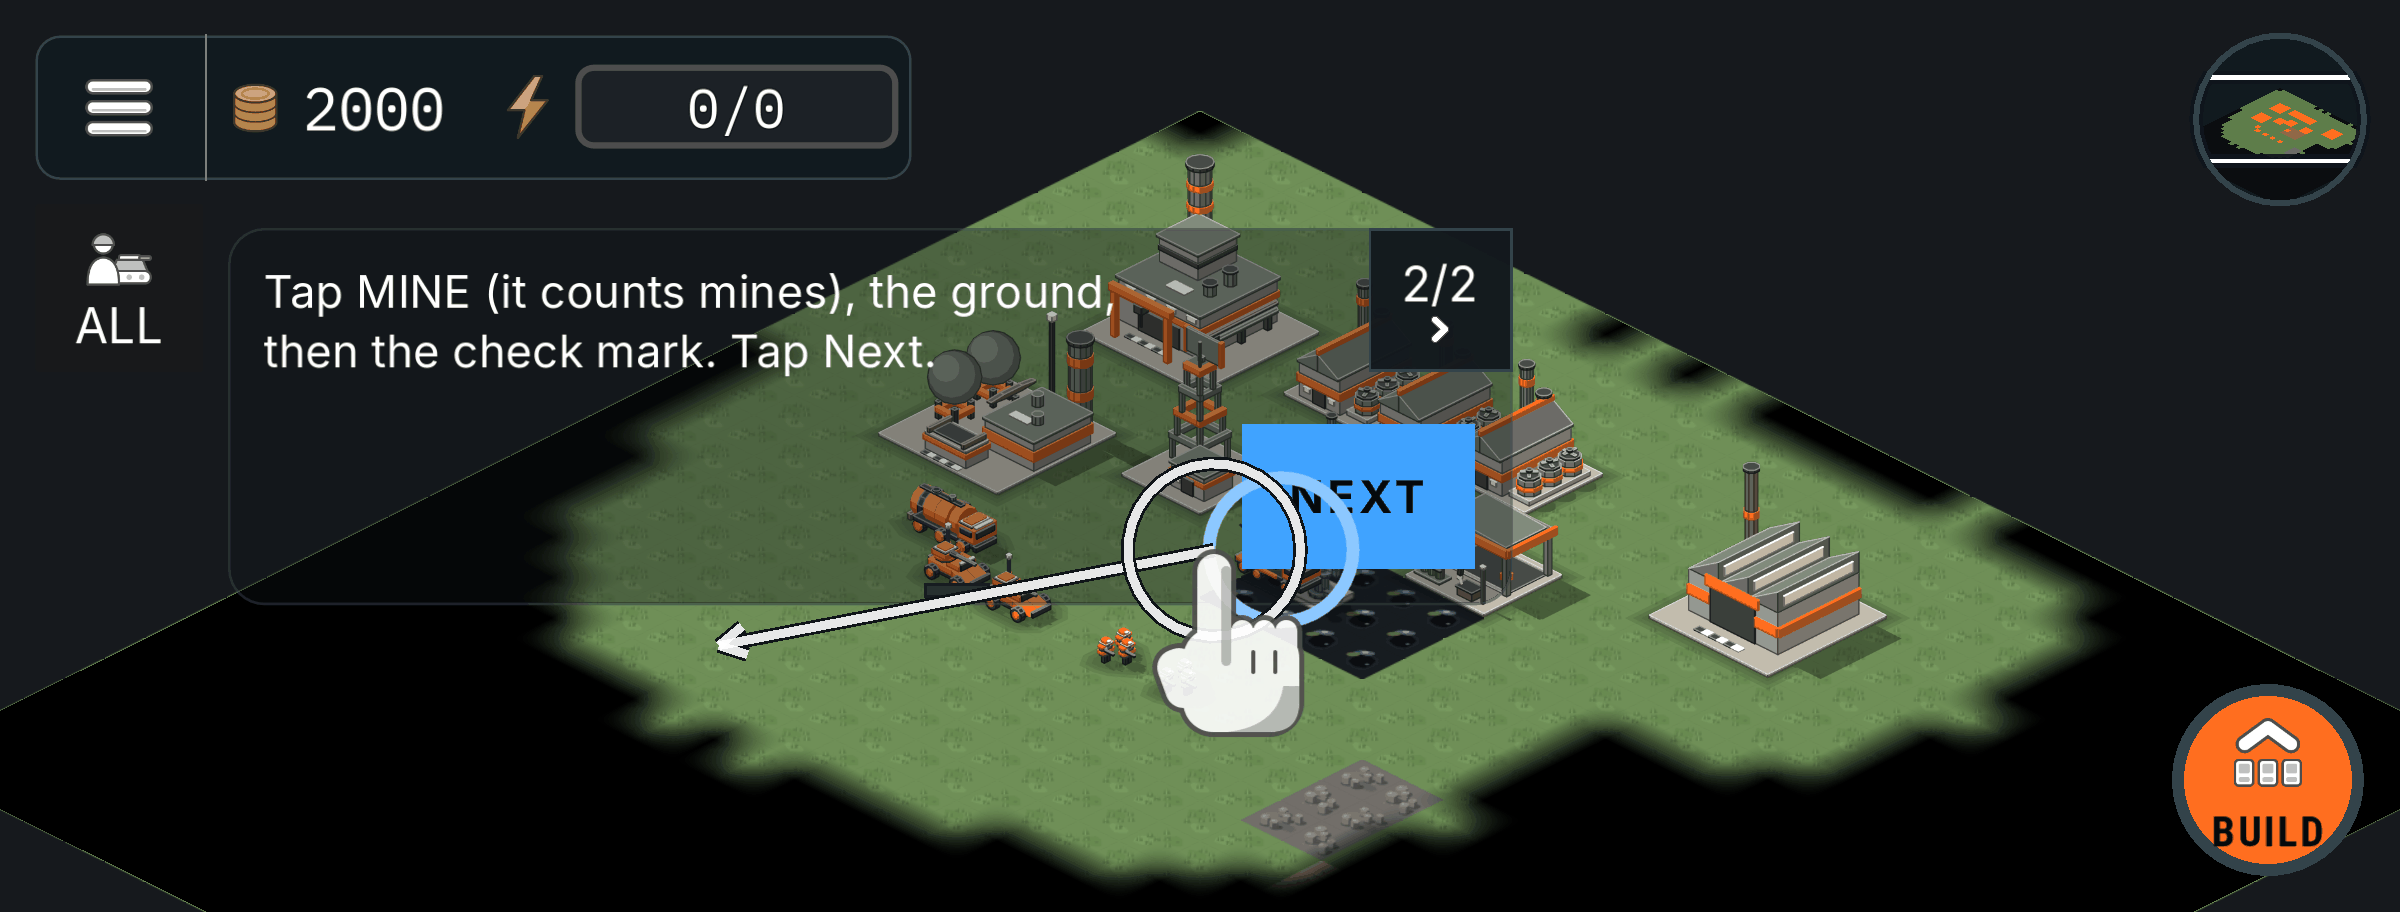 2000
0/0
ALL
Tap MINE (it counts mines), the ground,
then the check mark. Tap Next.
2/2
NEXT
BUILD